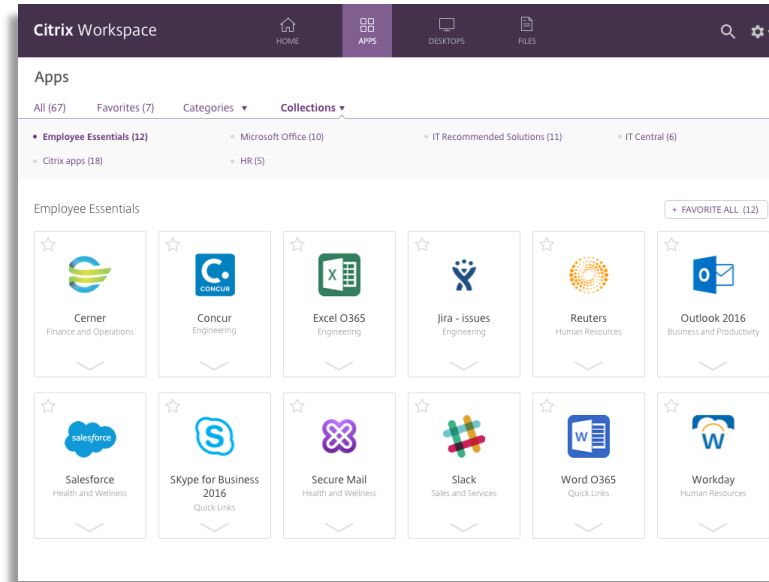 Citrix Workspace
HOME
APPS
DESKTOPS
FILES
Apps
All (67) Favorites (7) Categories ▼ Collections ▾
• Employee Essentials (12) • Microsoft Office (10) • IT Recommended Solutions (11) • IT Central (6)
• Citrix apps (18) • HR (5)
Employee Essentials
+ FAVORITE ALL (12)
C.
CONCUR
X
O
Cerner
Finance and Operations
Concur
Engineering
Excel O365
Engineering
Jira - issues
Engineering
Reuters
Human Resources
Outlook 2016
Business and Productivity
salesforce
S
W
W
Salesforce
Health and Wellness
SKype for Business
2016
Quick Links
Secure Mail
Health and Wellness
Slack
Sales and Services
Word O365
Quick Links
Workday
Human Resources